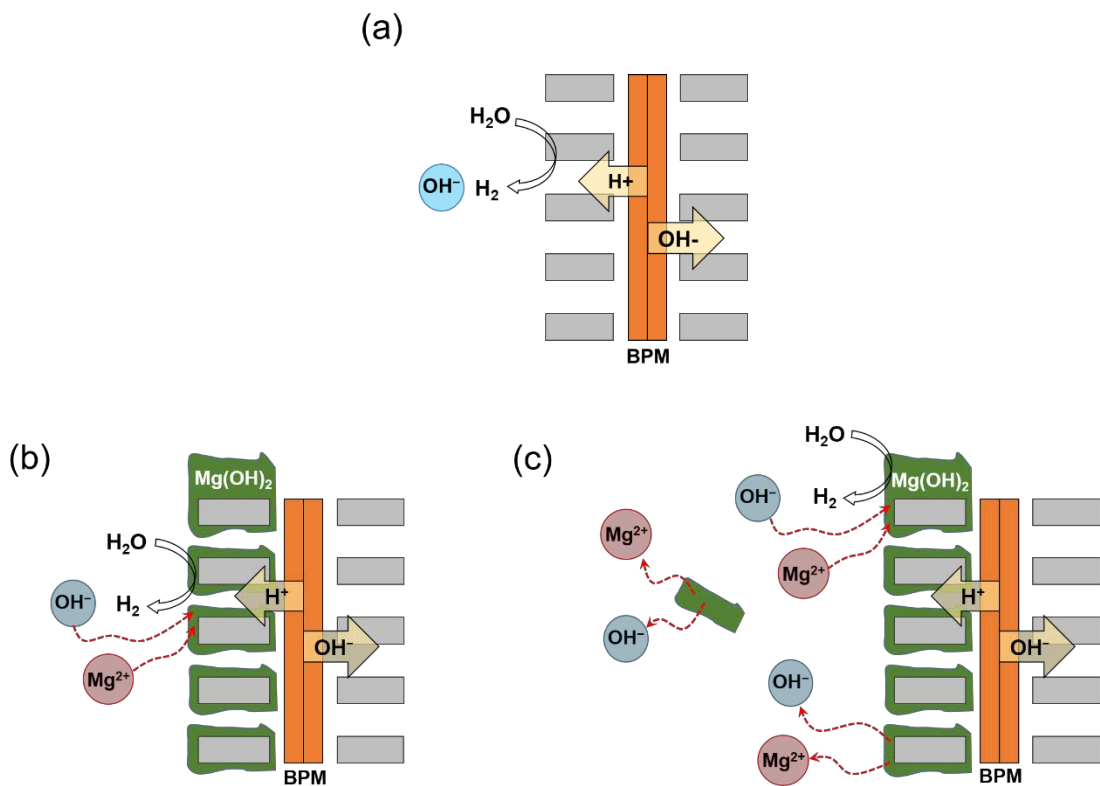 (a)
H₂O
OH⁻ H₂
H+
OH-
BPM
(b)
Mg(OH)₂
H₂O
H₂
OH⁻
Mg²⁺
H⁺
OH⁻
BPM
(c)
H₂O
Mg(OH)₂
H₂
OH⁻
Mg²⁺
Mg²⁺
OH⁻
H⁺
OH⁻
OH⁻
Mg²⁺
BPM